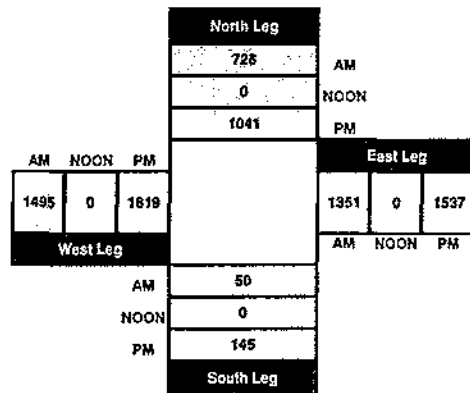 North Leg
728 AM
0 NOON
1041 PM
AM NOON PM
East Leg
1495 0 1819
1351 0 1537
West Leg
AM NOON PM
AM 50
NOON 0
PM 145
South Leg